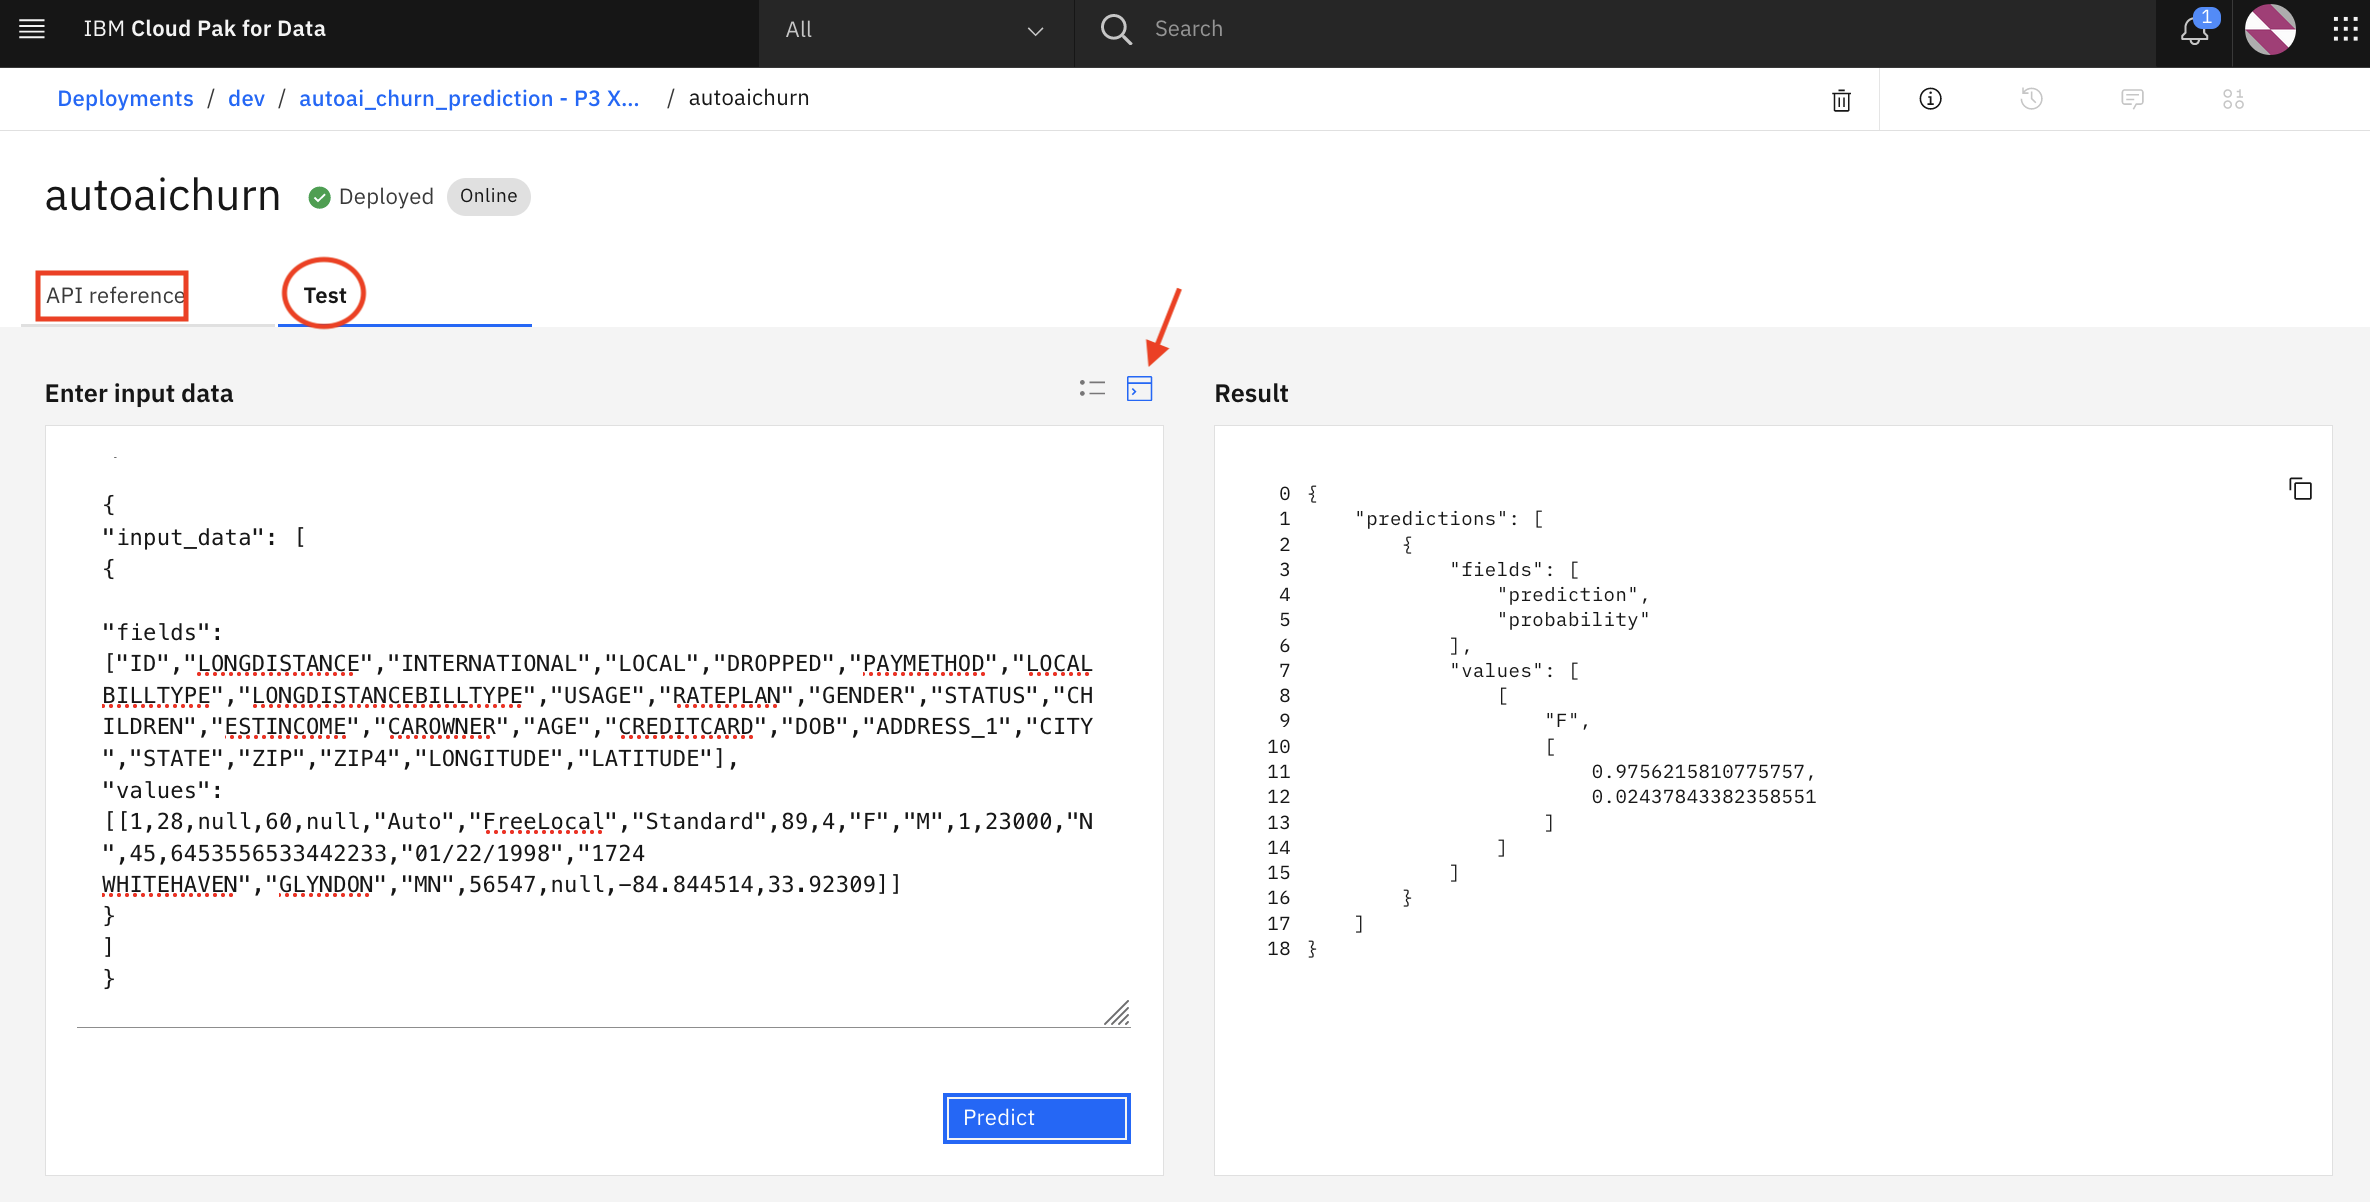 IBM Cloud Pak for Data
All
Search
1
Deployments / dev / autoai_churn_prediction - P3 X... / autoaichurn
autoaichurn
Deployed
Online
API reference
Test
Enter input data
{
"input_data": [
{
"fields":
["ID","LONGDISTANCE","INTERNATIONAL","LOCAL","DROPPED","PAYMETHOD","LOCAL
BILLTYPE","LONGDISTANCEBILLTYPE","USAGE","RATEPLAN","GENDER","STATUS","CH
ILDREN","ESTINCOME","CAROWNER","AGE","CREDITCARD","DOB","ADDRESS_1","CITY
","STATE","ZIP","ZIP4","LONGITUDE","LATITUDE"],
"values":
[[1,28,null,60,null,"Auto","FreeLocal","Standard",89,4,"F","M",1,23000,"N
",45,6453556533442233,"01/22/1998","1724
WHITEHAVEN","GLYNDON","MN",56547,null,-84.844514,33.92309]]
}
]
}
Predict
Result
0 {
1 "predictions": [
2 {
3 "fields": [
4 "prediction",
5 "probability"
6 ],
7 "values": [
8 [
9 "F",
10 [
11 0.9756215810775757,
12 0.02437843382358551
13 ]
14 ]
15 ]
16 }
17 ]
18 }